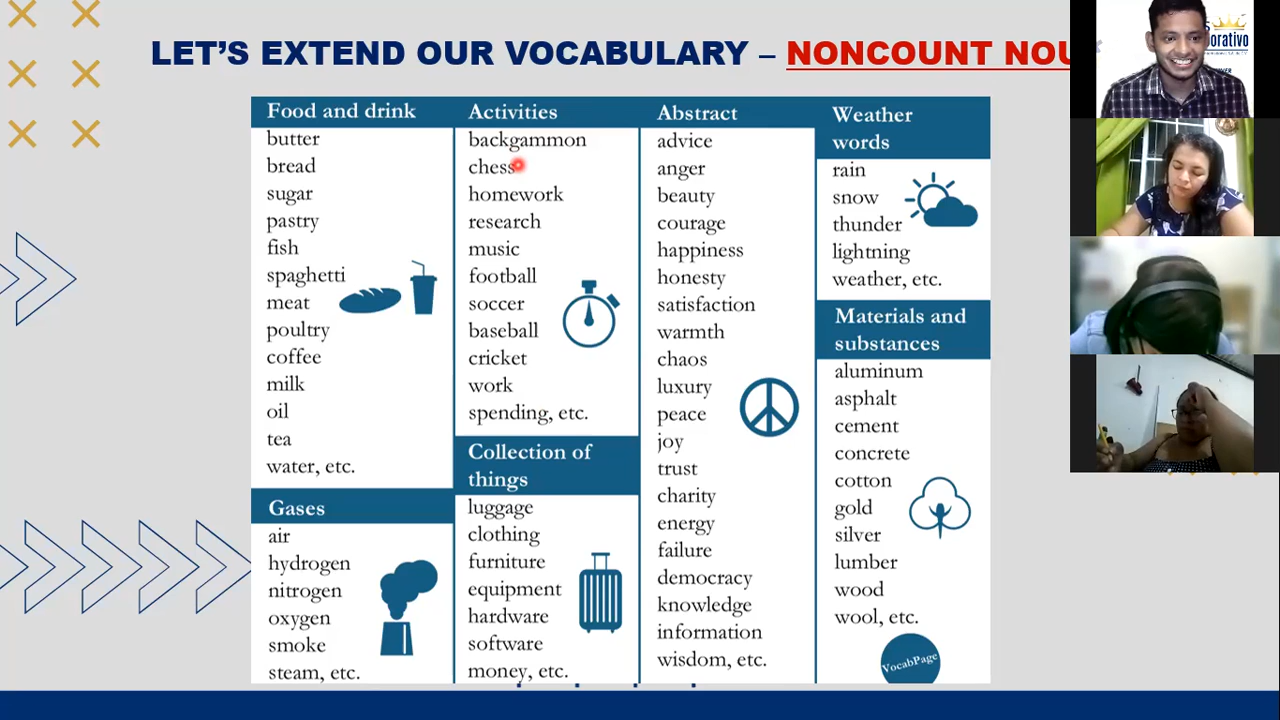 LET'S EXTEND OUR VOCABULARY – NONCOUNT NOU
orativo
Food and drink
butter
bread
sugar
pastry
fish
spaghetti
meat
poultry
coffee
milk
oil
tea
water, etc.
Gases
air
hydrogen
nitrogen
oxygen
smoke
steam, etc.
Activities
backgammon
chess
homework
research
music
football
soccer
baseball
cricket
work
spending, etc.
Collection of
things
luggage
clothing
furniture
equipment
hardware
software
money, etc.
Abstract
advice
anger
beauty
courage
happiness
honesty
satisfaction
warmth
chaos
luxury
peace
joy
trust
charity
energy
failure
democracy
knowledge
information
wisdom, etc.
Weather
words
rain
snow
thunder
lightning
weather, etc.
Materials and
substances
aluminum
asphalt
cement
concrete
cotton
gold
silver
lumber
wood
wool, etc.
VocabPage